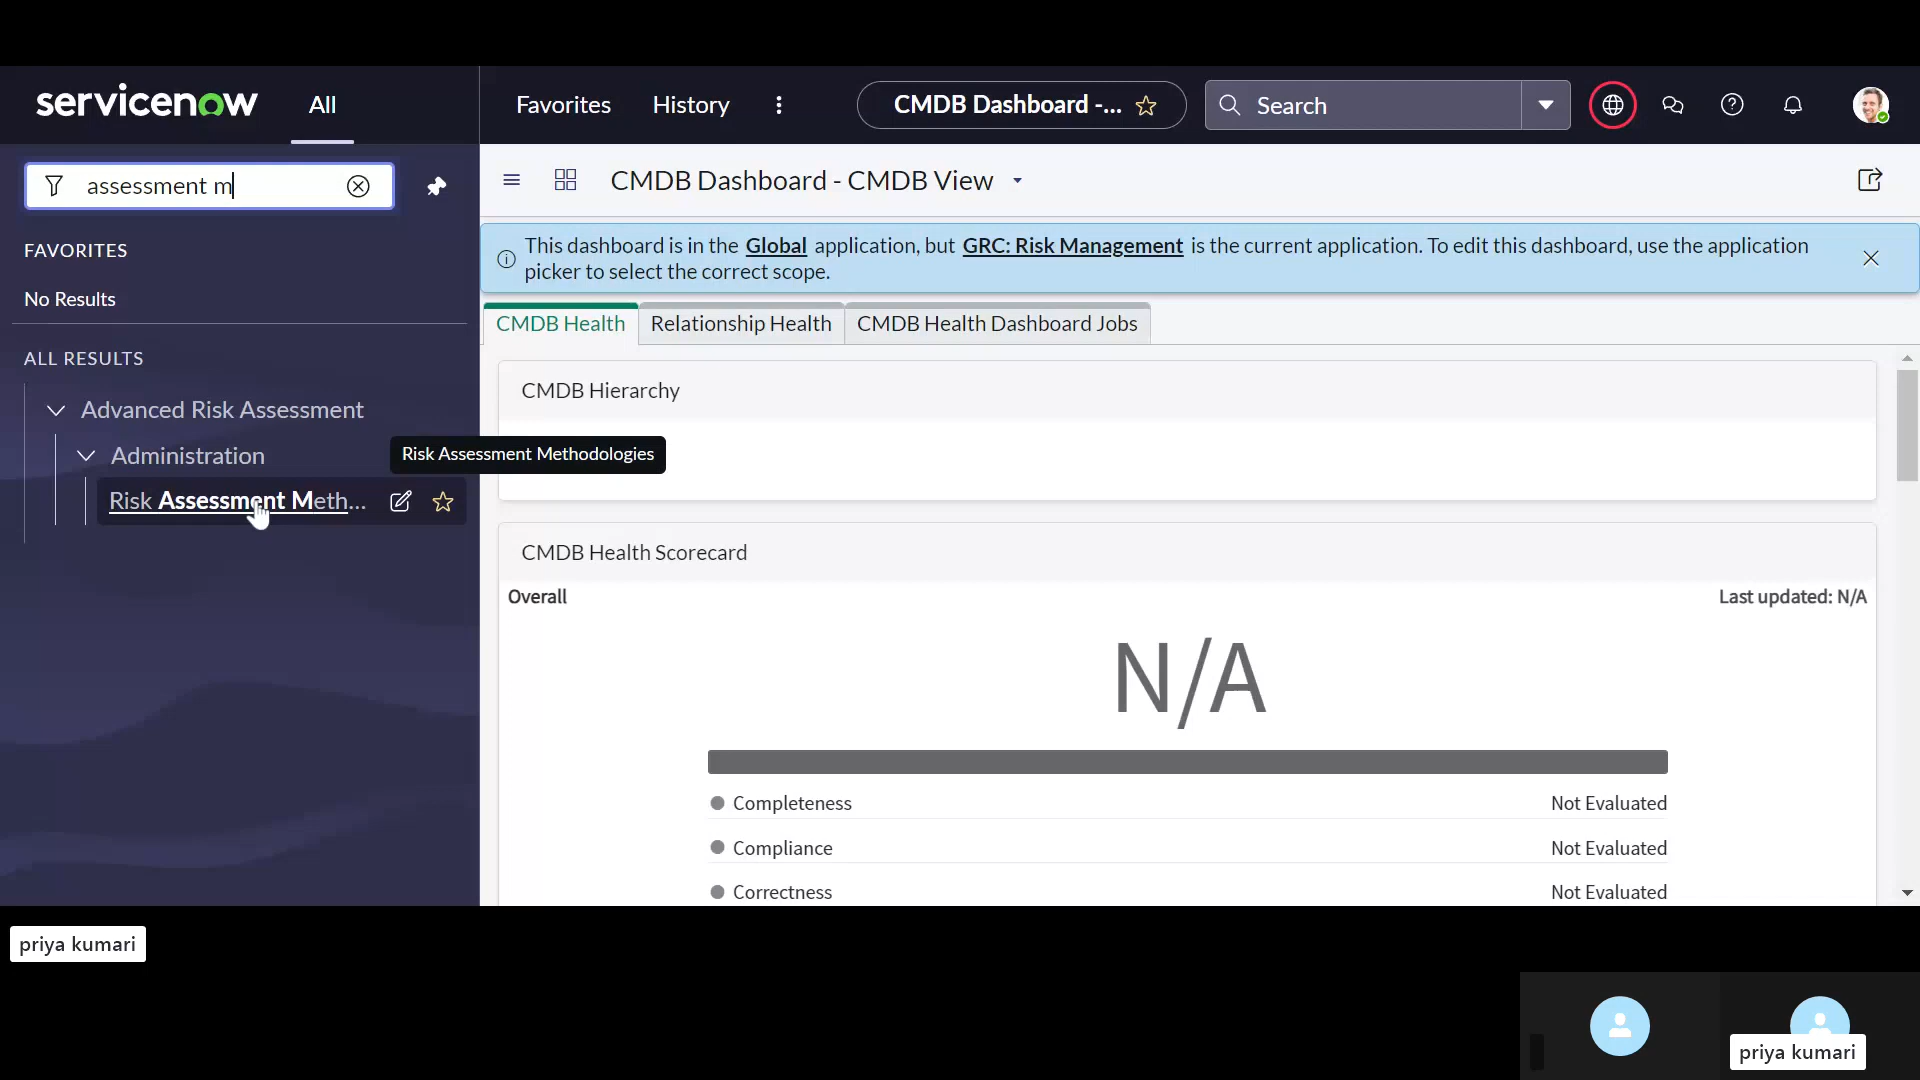 servicenow
All
Favorites
History
CMDB Dashboard -...
Search
assessment m
CMDB Dashboard - CMDB View
FAVORITES
No Results
This dashboard is in the Global application, but GRC: Risk Management is the current application. To edit this dashboard, use the application
picker to select the correct scope.
CMDB Health
Relationship Health
CMDB Health Dashboard Jobs
ALL RESULTS
Advanced Risk Assessment
Administration
Risk Assessment Meth...
Risk Assessment Methodologies
CMDB Hierarchy
CMDB Health Scorecard
Overall
Last updated: N/A
N/A
Completeness Not Evaluated
Compliance Not Evaluated
Correctness Not Evaluated
priya kumari
priya kumari